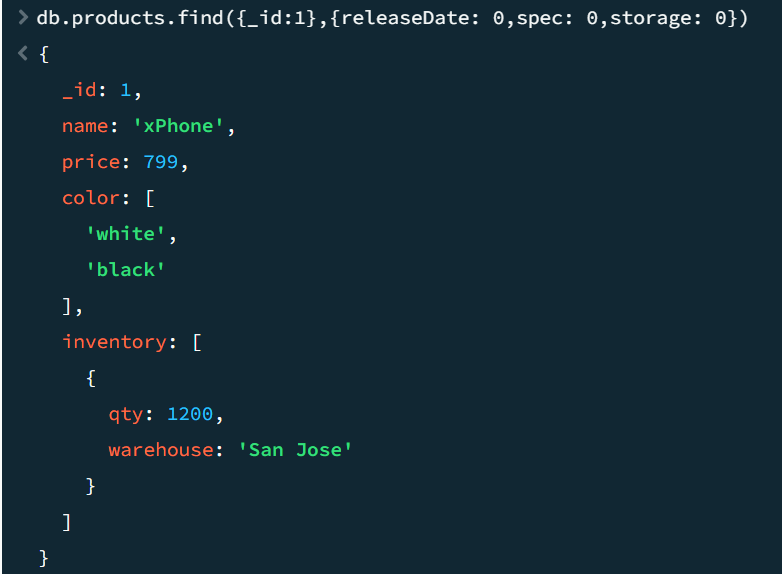 > db.products.find({_id:1},{releaseDate: 0,spec: 0,storage: 0})
< {
_id: 1,
name: 'xPhone',
price: 799,
color: [
'white',
'black'
],
inventory: [
{
qty: 1200,
warehouse: 'San Jose'
}
]
}